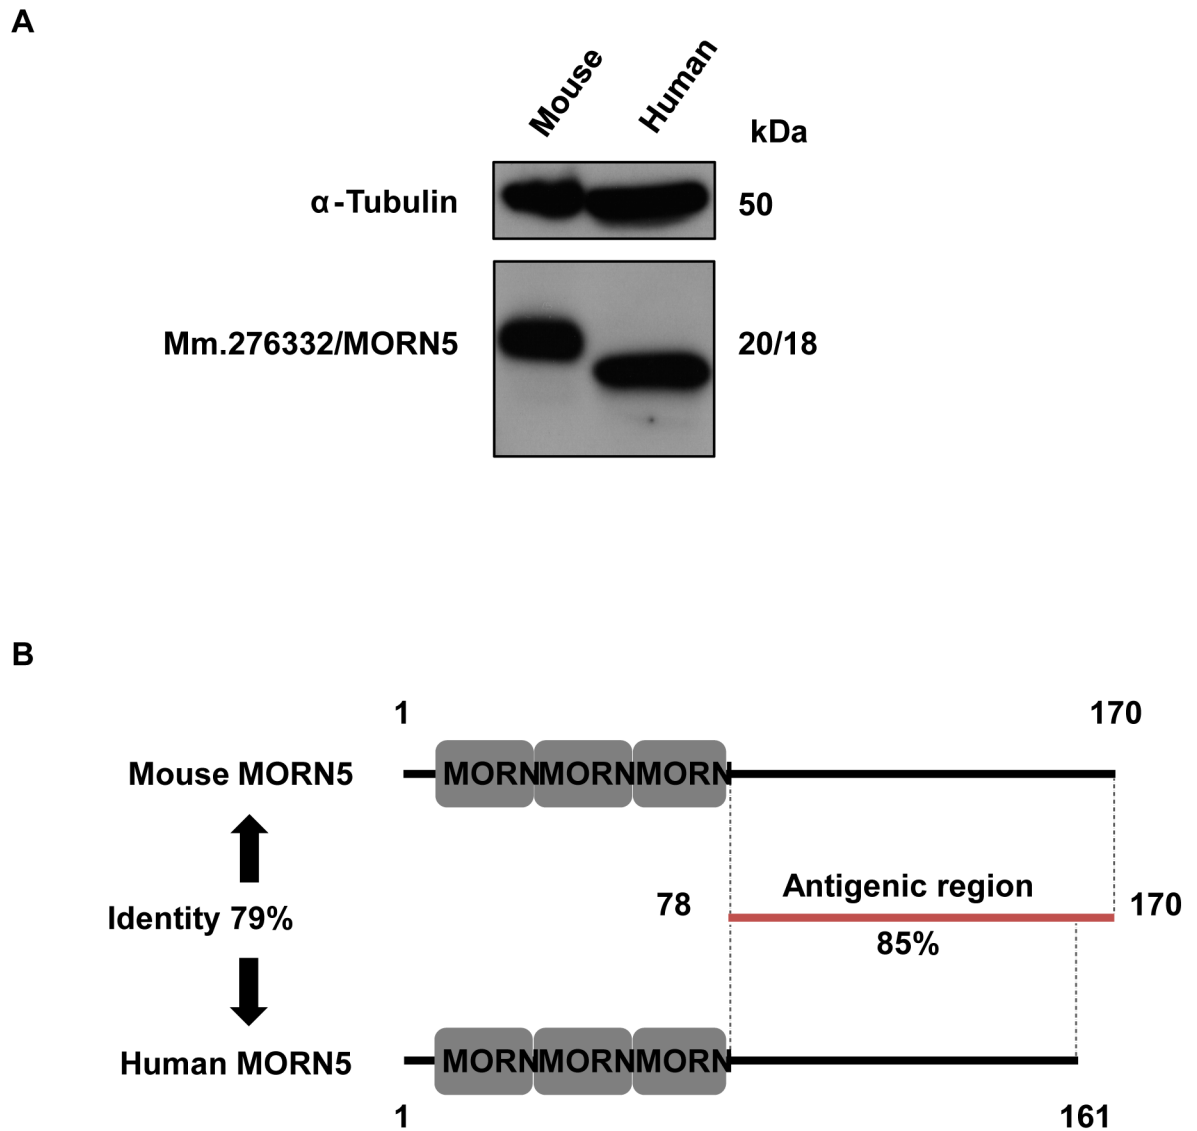 A
Mouse Human
kDa
α-Tubulin 50
Mm.276332/MORN5 20/18
B
1 170
Mouse MORN5 MORN MORN MORN
Antigenic region
78 170
Identity 79%
85%
Human MORN5 MORN MORN MORN
1 161